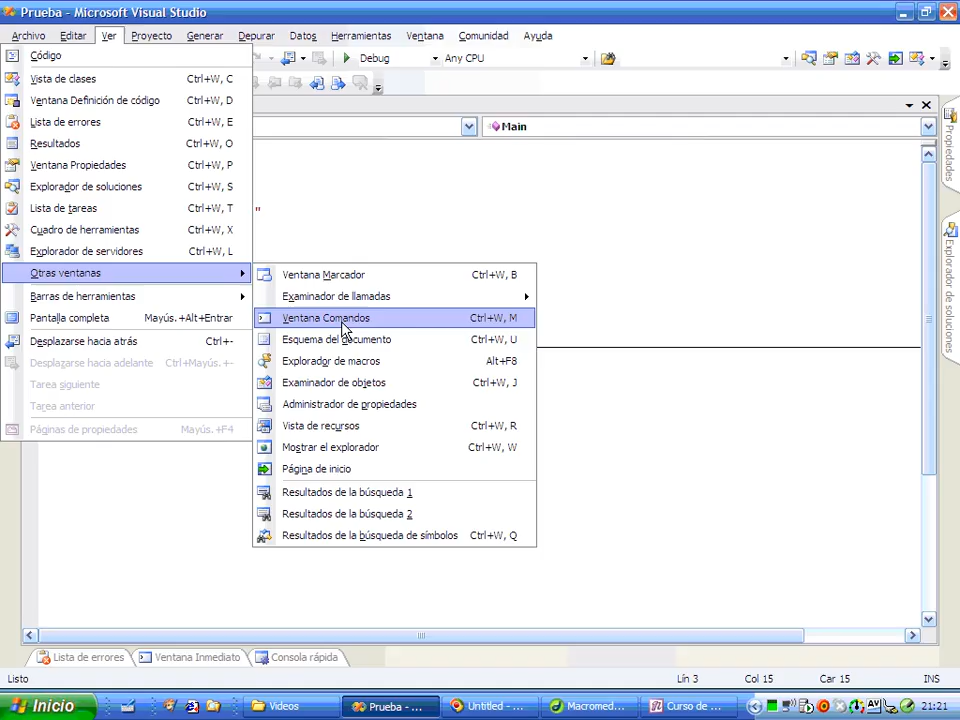 Prueba - Microsoft Visual Studio
Archivo Editar Ver Proyecto Generar Depurar Datos Herramientas Ventana Comunidad Ayuda
Debug Any CPU
Main
Código
Vista de clases Ctrl+W, C
Ventana Definición de código Ctrl+W, D
Lista de errores Ctrl+W, E
Resultados Ctrl+W, O
Ventana Propiedades Ctrl+W, P
Explorador de soluciones Ctrl+W, S
Lista de tareas Ctrl+W, T
Cuadro de herramientas Ctrl+W, X
Explorador de servidores Ctrl+W, L
Otras ventanas
Barras de herramientas
Pantalla completa Mayús.+Alt+Entrar
Desplazarse hacia atrás Ctrl+-
Desplazarse hacia adelante Ctrl+Mayús.+-
Tarea siguiente
Tarea anterior
Páginas de propiedades Mayús.+F4
"
Ventana Marcador Ctrl+W, B
Examinador de llamadas
Ventana Comandos Ctrl+W, M
Esquema del documento Ctrl+W, U
Explorador de macros Alt+F8
Examinador de objetos Ctrl+W, J
Administrador de propiedades
Vista de recursos Ctrl+W, R
Mostrar el explorador Ctrl+W, W
Página de inicio
Resultados de la búsqueda 1
Resultados de la búsqueda 2
Resultados de la búsqueda de símbolos Ctrl+W, Q
Propiedades
Explorador de soluciones
Lista de errores Ventana Inmediato Consola rápida
Listo Lín 3 Col 15 Car 15 INS
Inicio Videos Prueba - ... Untitled - ... Macromed... Curso de ... 21:21